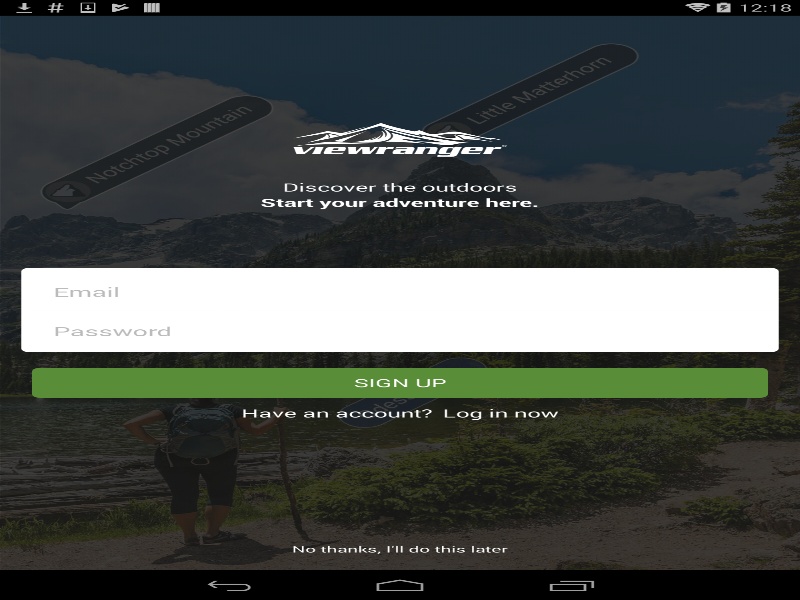 12:18
Little Matterhorn
Notchtop Mountain
viewranger
Discover the outdoors
Start your adventure here.
Email
Password
SIGN UP
Have an account? Log in now
No thanks, I'll do this later